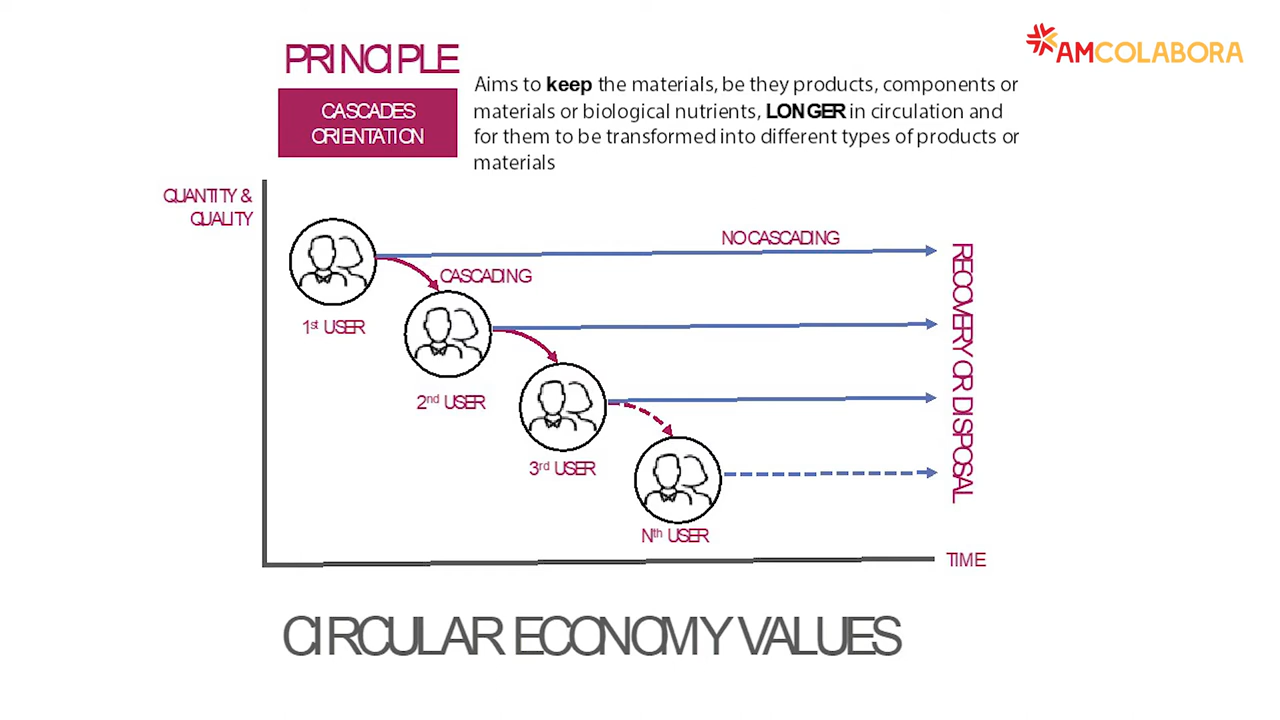 AMCOLABORA
PRINCIPLE
CASCADES
ORIENTATION
Aims to keep the materials, be they products, components or
materials or biological nutrients, LONGER in circulation and
for them to be transformed into different types of products or
materials
QUANTITY &
QUALITY
NO CASCADING
CASCADING
1st USER
2nd USER
3rd USER
Nth USER
RECOVERY OR DISPOSAL
TIME
CIRCULAR ECONOMY VALUES